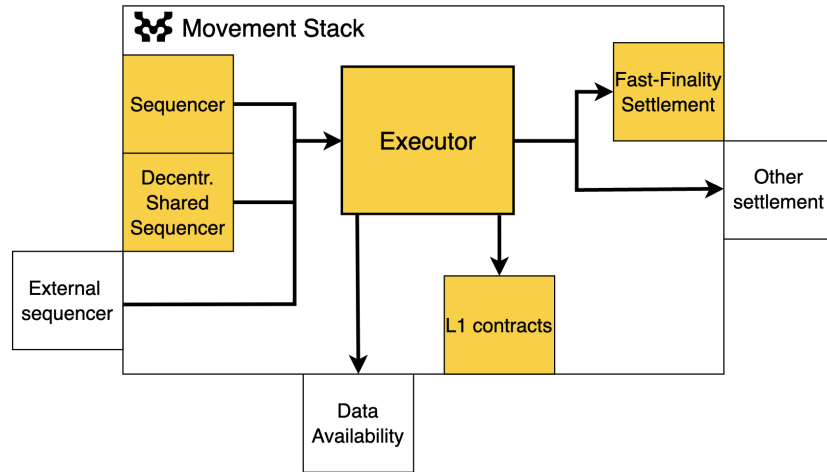 Movement Stack
Sequencer
Decentr.
Shared
Sequencer
External
sequencer
Executor
Fast-Finality
Settlement
Other
settlement
L1 contracts
Data
Availability